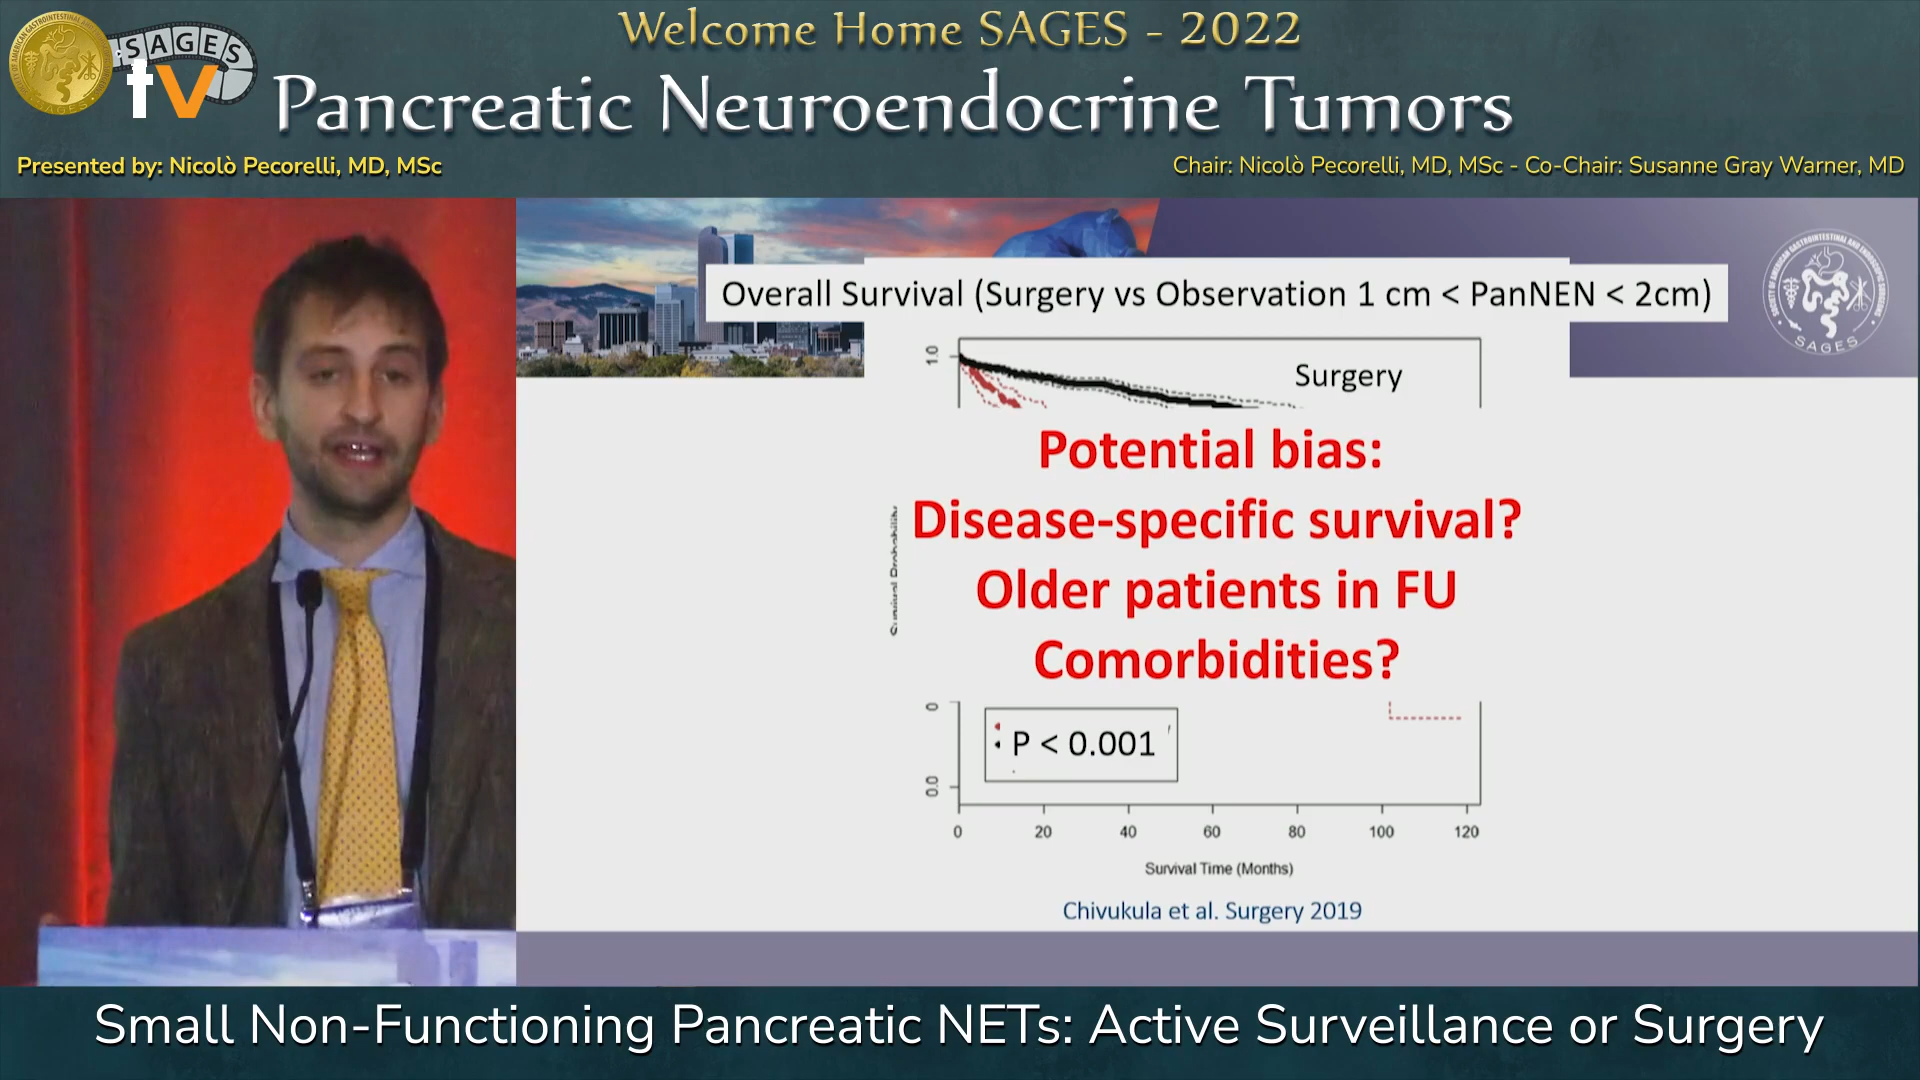 Welcome Home SAGES - 2022
SAGES
tv
Pancreatic Neuroendocrine Tumors
Presented by: Nicolò Pecorelli, MD, MSc
Chair: Nicolò Pecorelli, MD, MSc - Co-Chair: Susanne Gray Warner, MD
Overall Survival (Surgery vs Observation 1 cm < PanNEN < 2cm)
SAGES
1.0
Surgery
Potential bias:
Disease-specific survival?
Older patients in FU
Comorbidities?
Survival Probability
P < 0.001
0.0
0 20 40 60 80 100 120
Survival Time (Months)
Chivukula et al. Surgery 2019
Small Non-Functioning Pancreatic NETs: Active Surveillance or Surgery